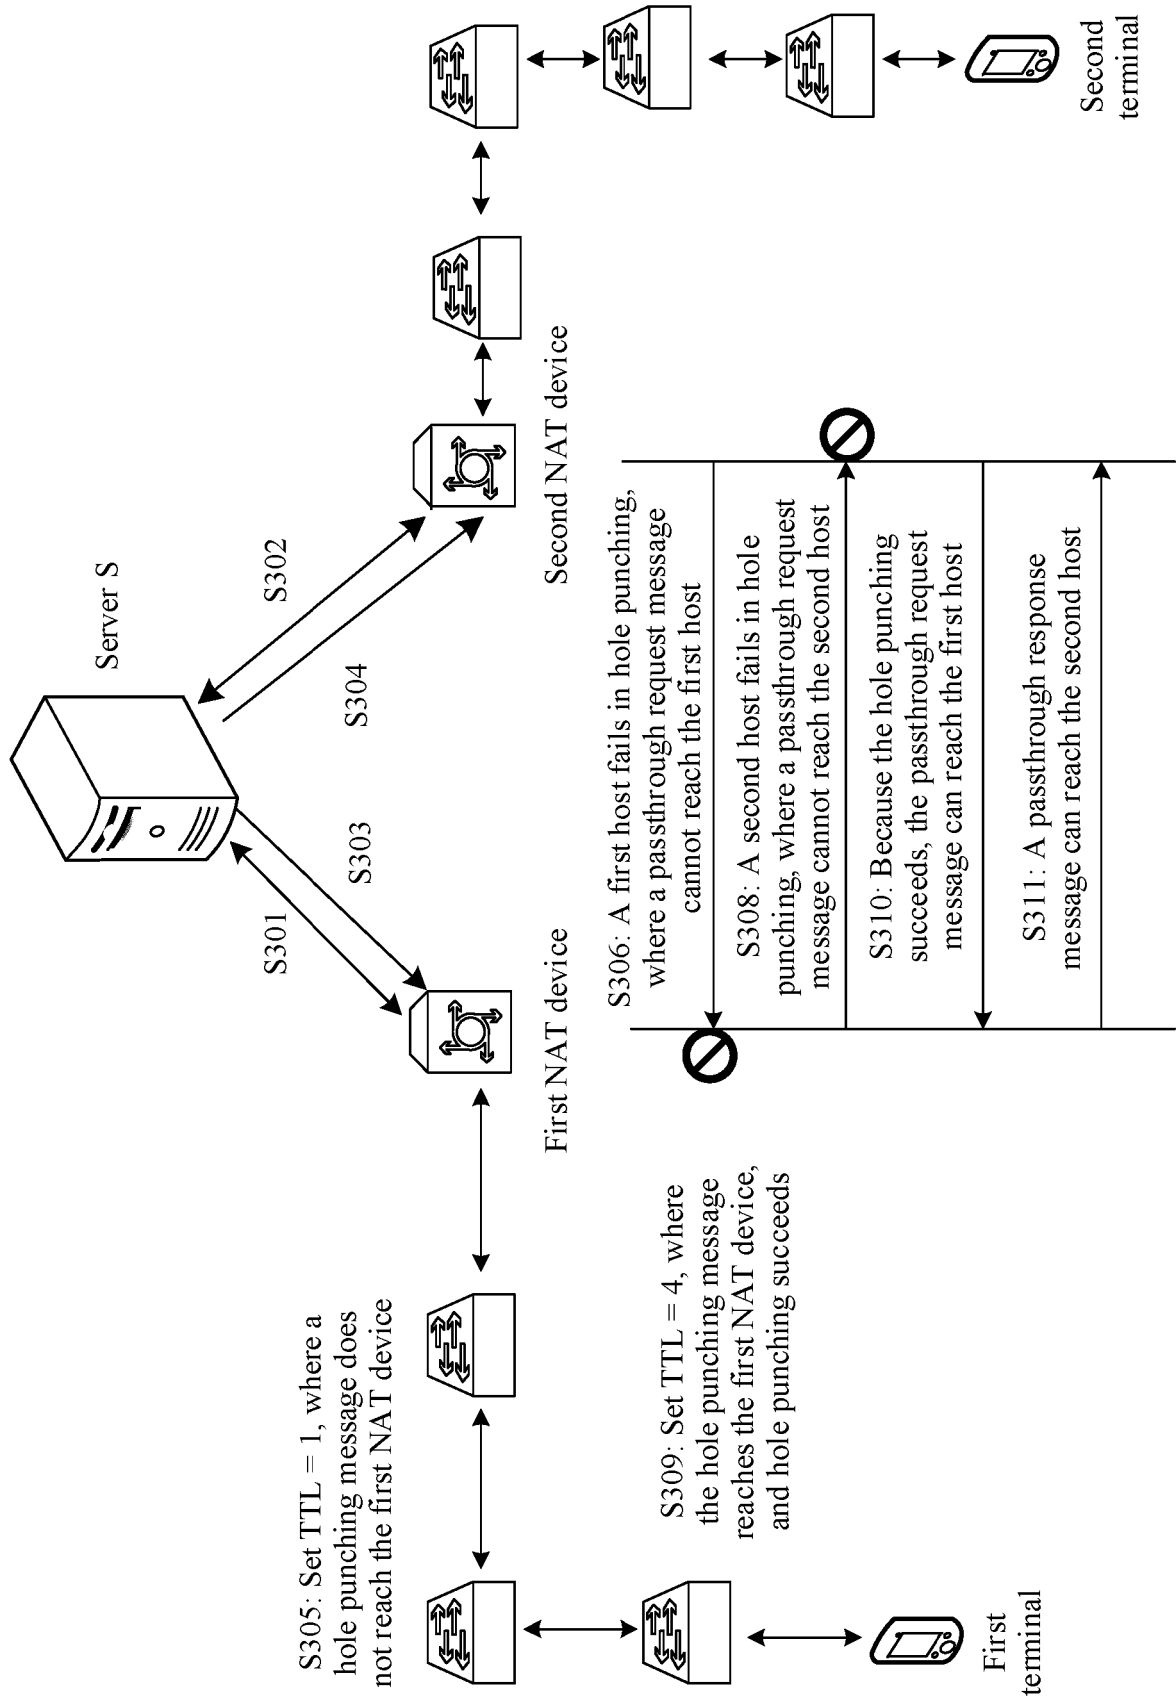 Server S
S301
S303
S302
S304
First NAT device
Second NAT device
S305: Set TTL = 1, where a
hole punching message does
not reach the first NAT device
S306: A first host fails in hole punching,
where a passthrough request message
cannot reach the first host
S308: A second host fails in hole
punching, where a passthrough request
message cannot reach the second host
S309: Set TTL = 4, where
the hole punching message
reaches the first NAT device,
and hole punching succeeds
S310: Because the hole punching
succeeds, the passthrough request
message can reach the first host
S311: A passthrough response
message can reach the second host
First
terminal
Second
terminal